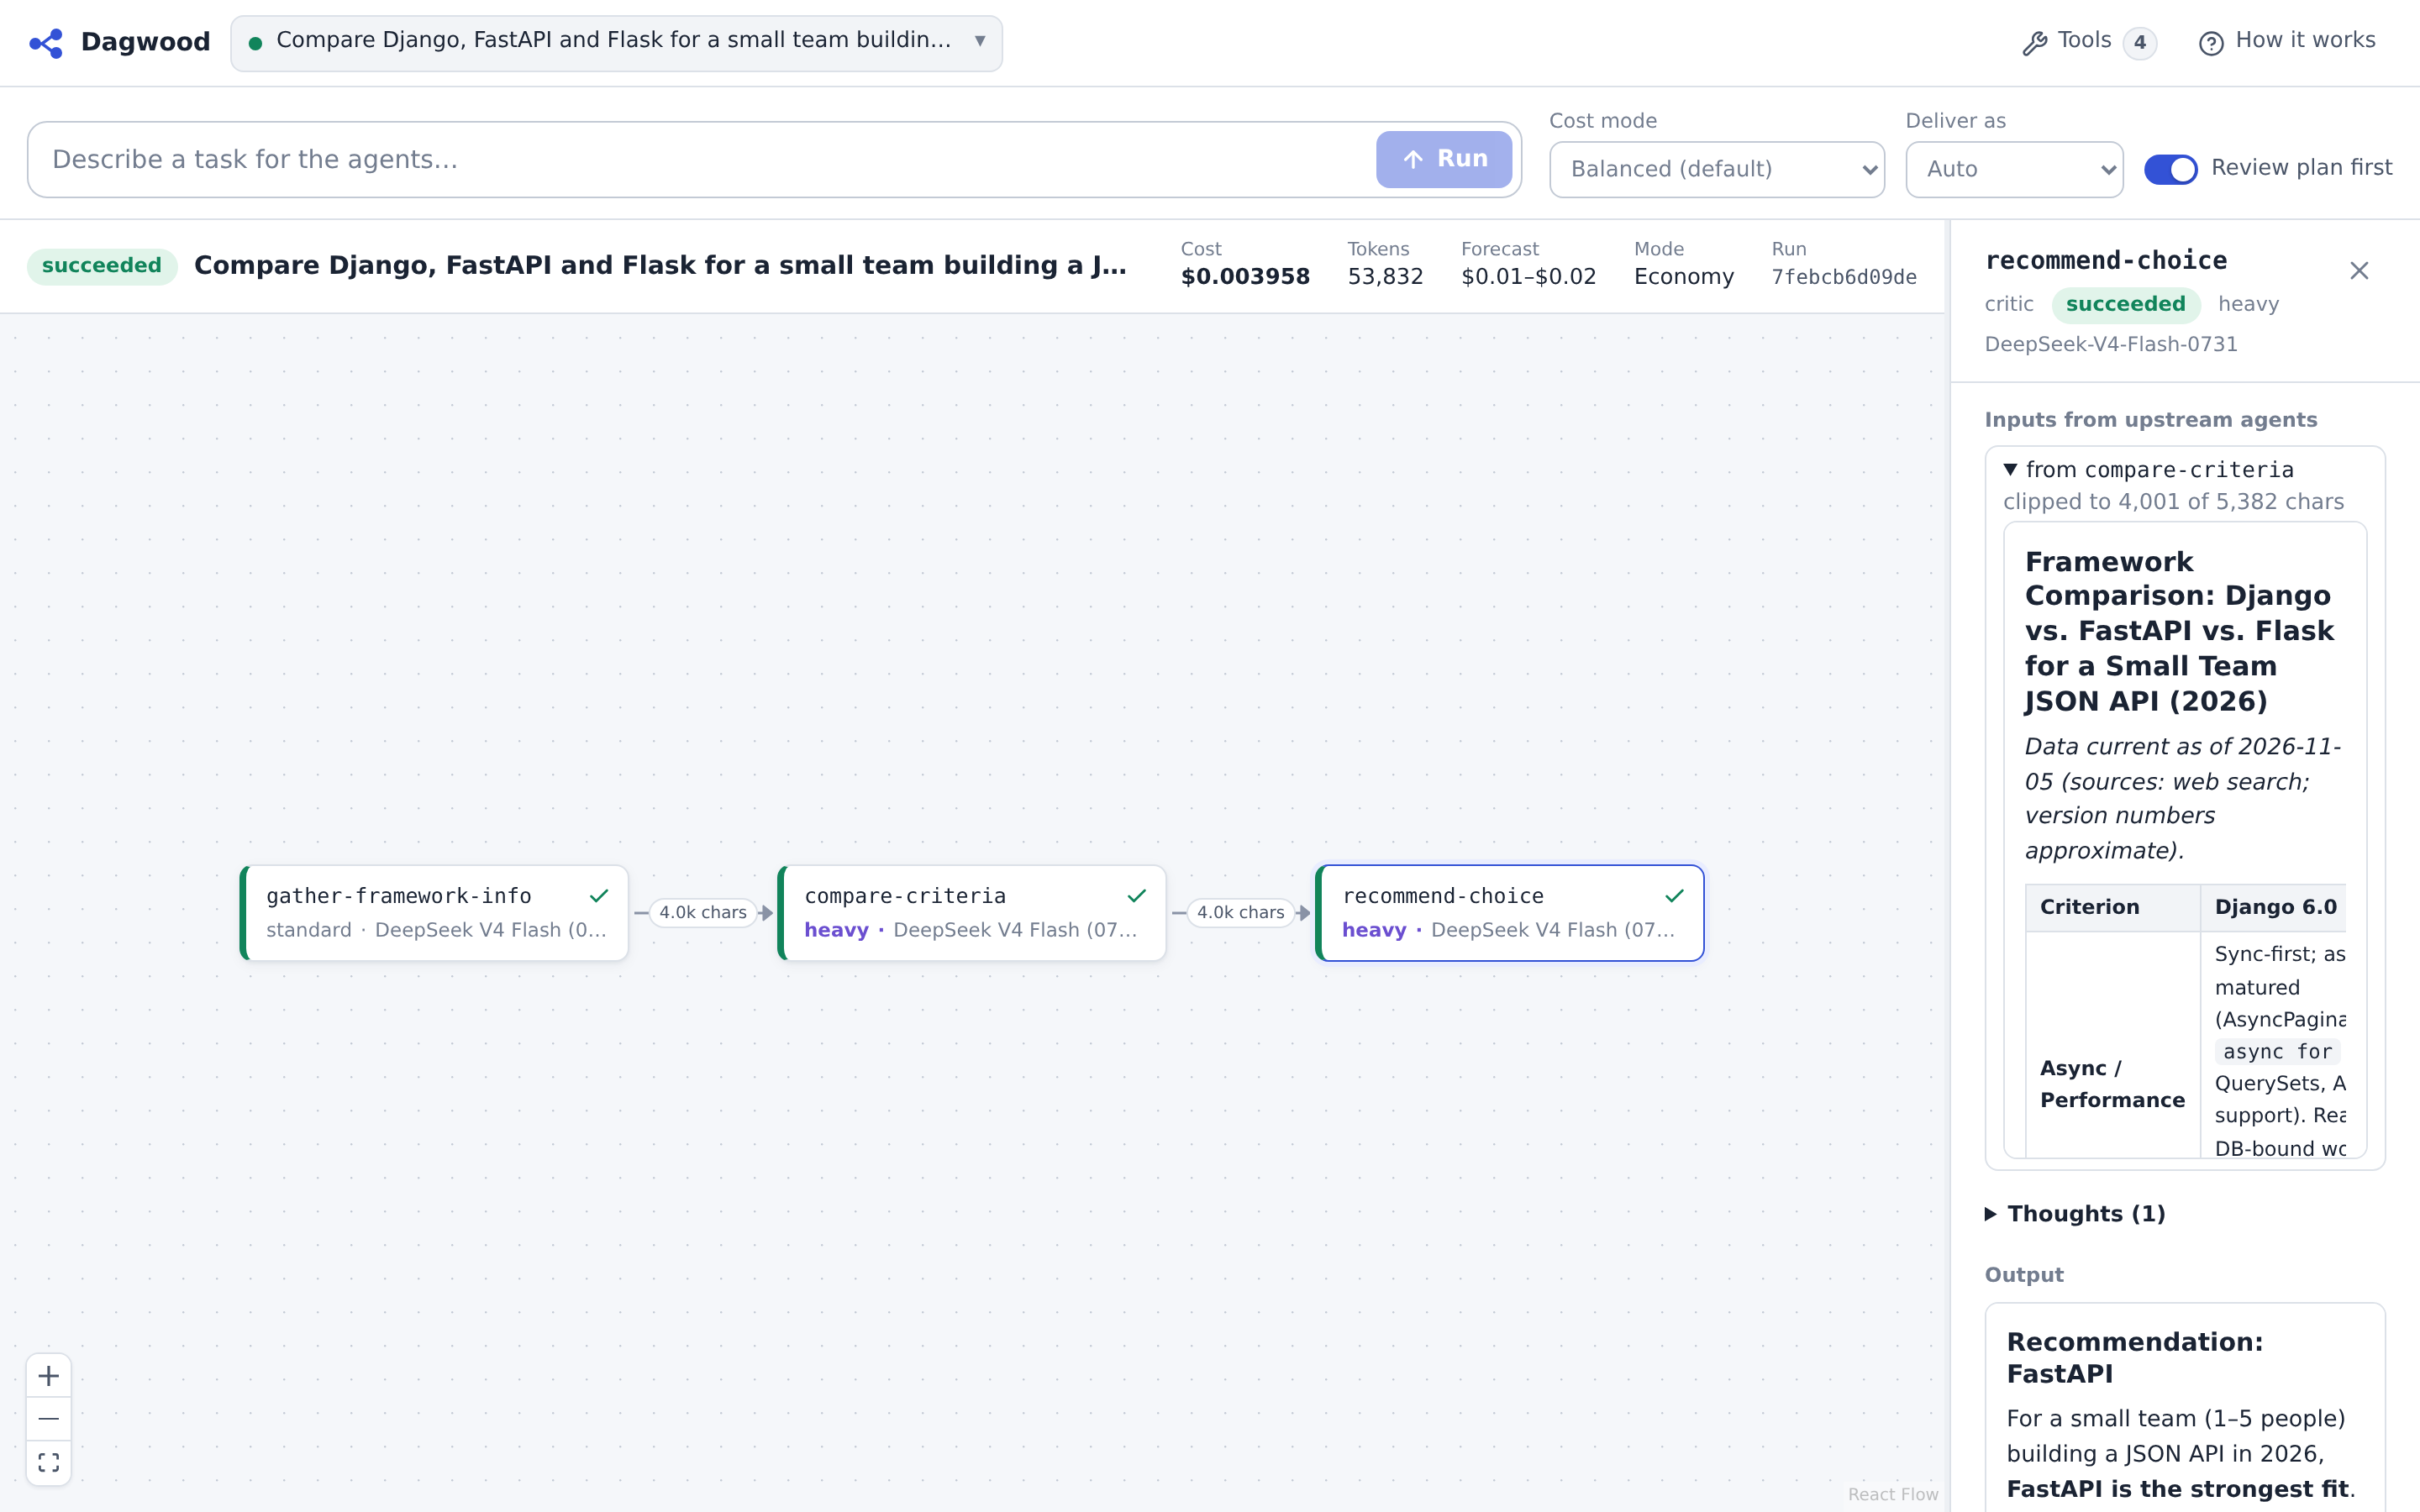 Dagwood
Compare Django, FastAPI and Flask for a small team buildin…
Tools 4
How it works
Describe a task for the agents…
Run
Cost mode
Balanced (default)
Deliver as
Auto
Review plan first
succeeded
Compare Django, FastAPI and Flask for a small team building a J…
Cost
$0.003958
Tokens
53,832
Forecast
$0.01–$0.02
Mode
Economy
Run
7febcb6d09de
gather-framework-info
standard · DeepSeek V4 Flash (0…
4.0k chars
compare-criteria
heavy · DeepSeek V4 Flash (07…
4.0k chars
recommend-choice
heavy · DeepSeek V4 Flash (07…
React Flow
recommend-choice
critic succeeded heavy
DeepSeek-V4-Flash-0731
Inputs from upstream agents
from compare-criteria
clipped to 4,001 of 5,382 chars
Framework
Comparison: Django
vs. FastAPI vs. Flask
for a Small Team
JSON API (2026)
Data current as of 2026-11-
05 (sources: web search;
version numbers
approximate).
Criterion
Django 6.0
Async /
Performance
Sync-first; as
matured
(AsyncPagina
async for
QuerySets, A
support). Rea
DB-bound wo
Thoughts (1)
Output
Recommendation:
FastAPI
For a small team (1–5 people)
building a JSON API in 2026,
FastAPI is the strongest fit.